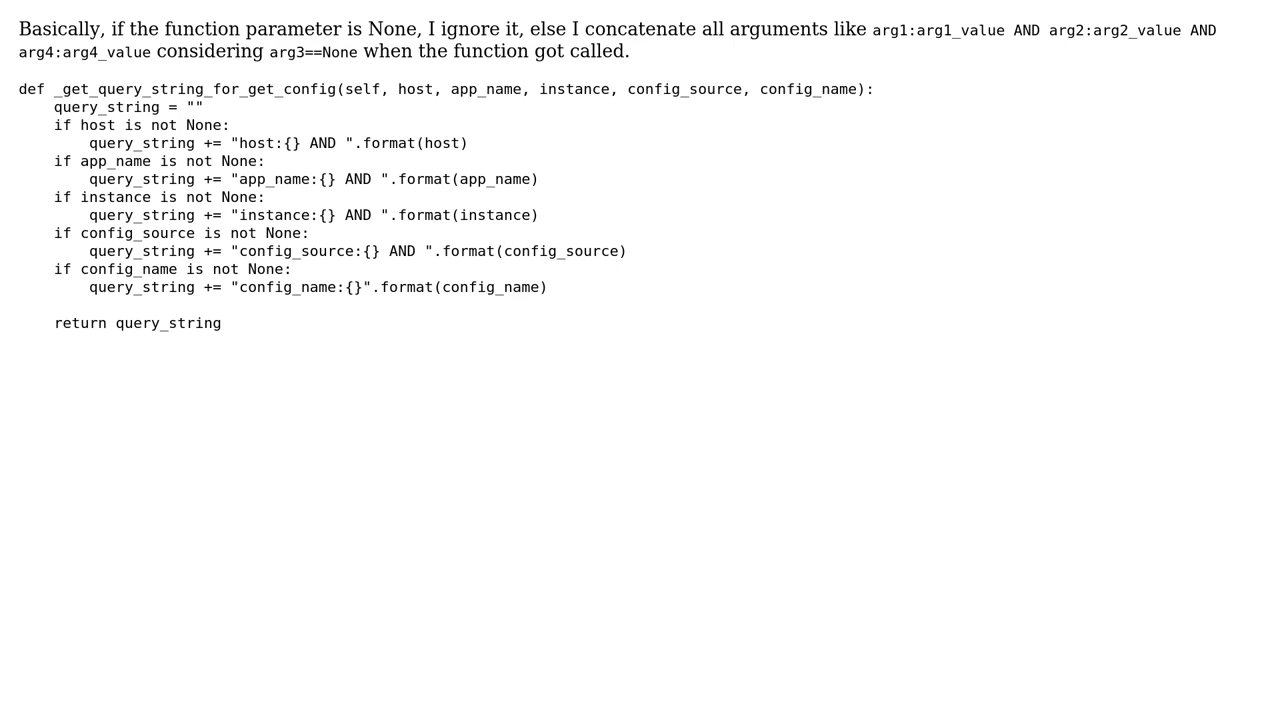 Basically, if the function parameter is None, I ignore it, else I concatenate all arguments like arg1:arg1_value AND arg2:arg2_value AND
arg4:arg4_value considering arg3==None when the function got called.
def _get_query_string_for_get_config(self, host, app_name, instance, config_source, config_name):
    query_string = ""
    if host is not None:
        query_string += "host:{} AND ".format(host)
    if app_name is not None:
        query_string += "app_name:{} AND ".format(app_name)
    if instance is not None:
        query_string += "instance:{} AND ".format(instance)
    if config_source is not None:
        query_string += "config_source:{} AND ".format(config_source)
    if config_name is not None:
        query_string += "config_name:{}".format(config_name)
    return query_string